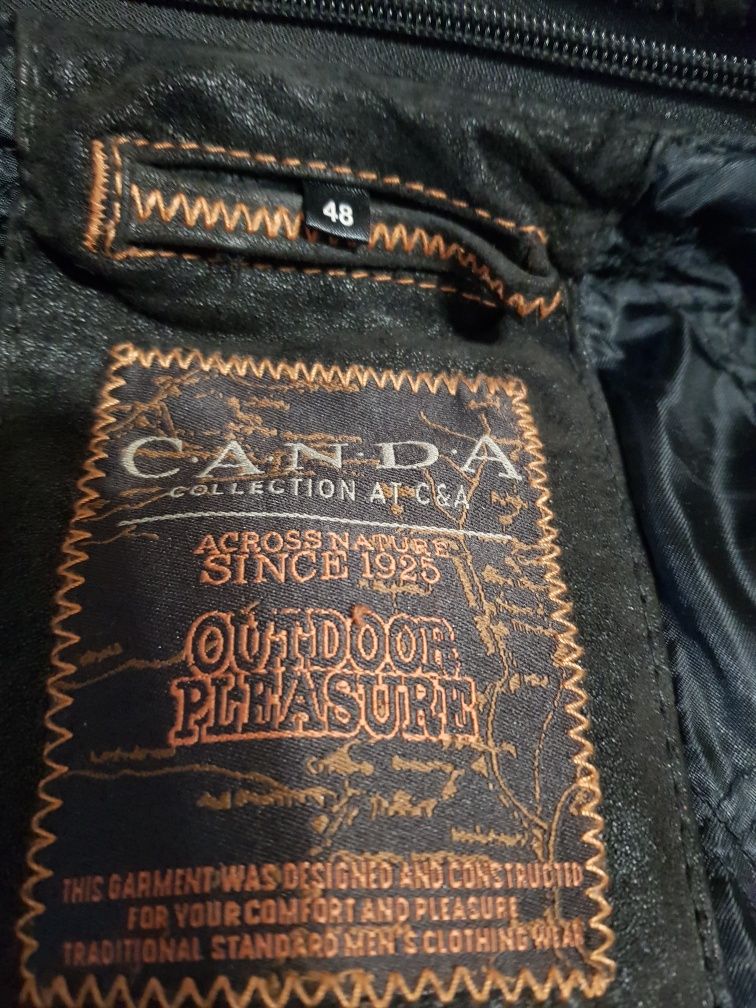 48
C·A·N·D·A
COLLECTION AT C&A
ACROSS NATURE
SINCE 1925
OUTDOOR
PLEASURE
THIS GARMENT WAS DESIGNED AND CONSTRUCTED
FOR YOUR COMFORT AND PLEASURE
TRADITIONAL STANDARD MEN'S CLOTHING WEAR